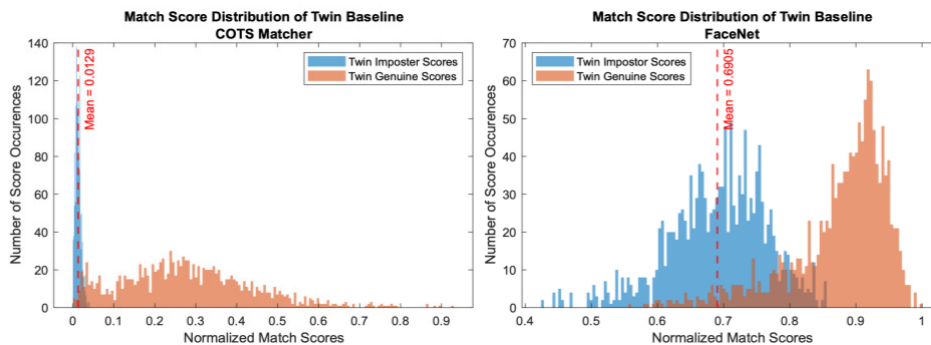 Match Score Distribution of Twin Baseline
COTS Matcher
Number of Score Occurences
140
120
100
80
60
40
20
0
Mean = 0.0129
Twin Imposter Scores
Twin Genuine Scores
0 0.1 0.2 0.3 0.4 0.5 0.6 0.7 0.8 0.9
Normalized Match Scores
Match Score Distribution of Twin Baseline
FaceNet
Number of Score Occurrences
70
60
50
40
30
20
10
0
Mean = 0.6905
Twin Impostor Scores
Twin Genuine Scores
0.4 0.5 0.6 0.7 0.8 0.9 1
Normalized Match Scores